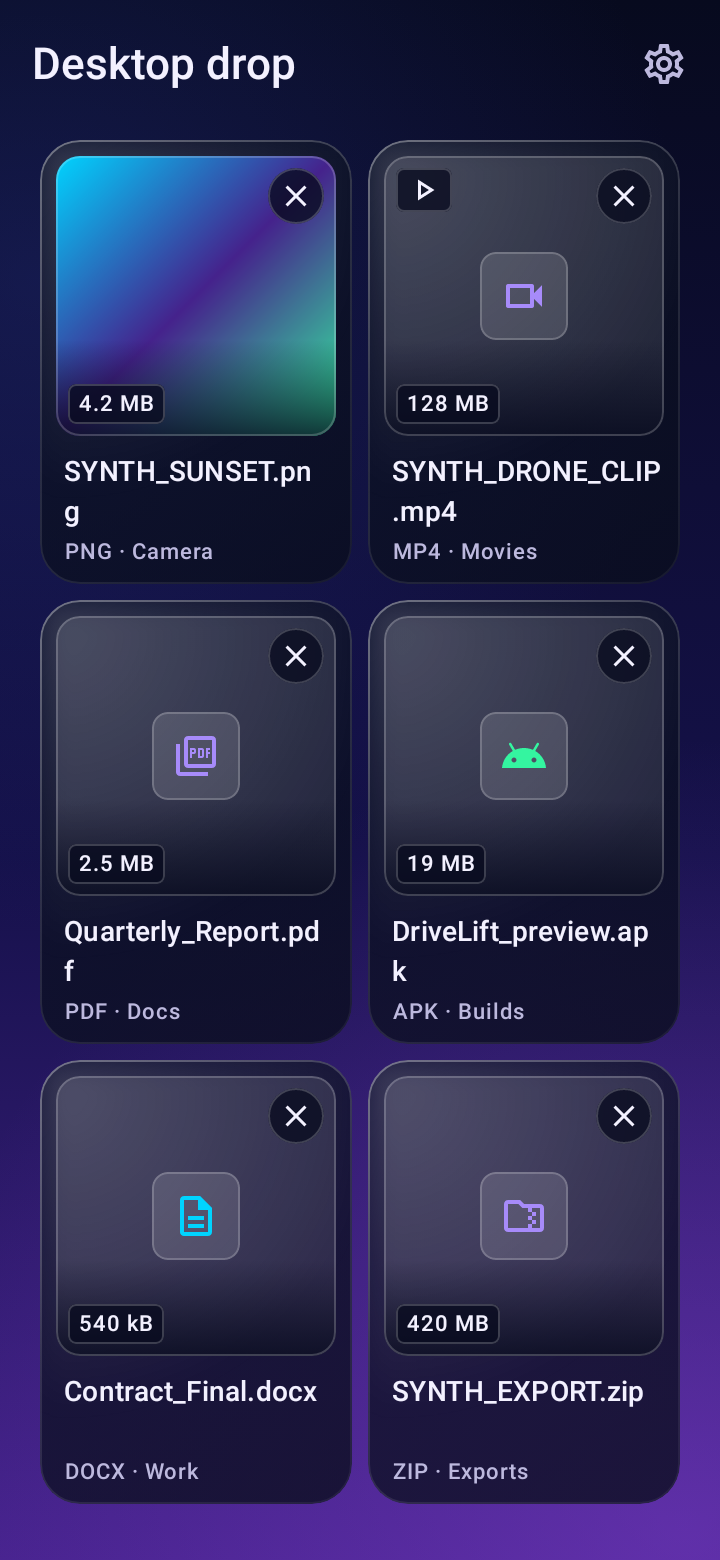 Desktop drop
4.2 MB
128 MB
SYNTH_SUNSET.pn
g
PNG · Camera
SYNTH_DRONE_CLIP
.mp4
MP4 · Movies
PDF
2.5 MB
19 MB
Quarterly_Report.pd
f
PDF · Docs
DriveLift_preview.ap
k
APK · Builds
540 kB
420 MB
Contract_Final.docx
DOCX · Work
SYNTH_EXPORT.zip
ZIP · Exports